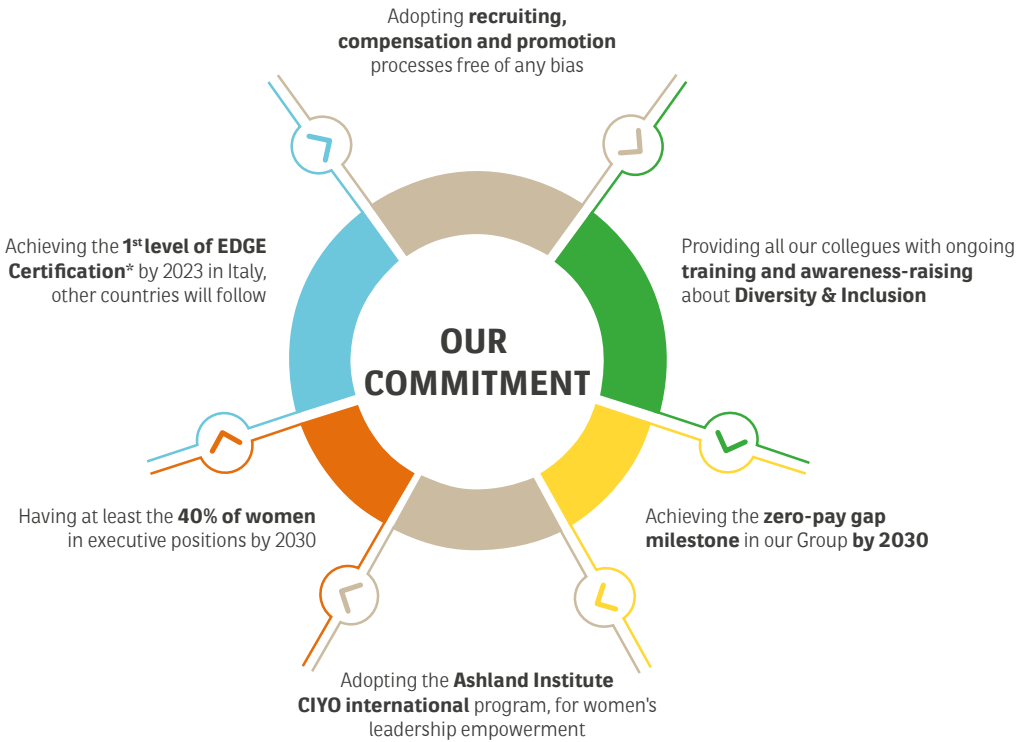 Adopting recruiting,
compensation and promotion
processes free of any bias
Achieving the 1st level of EDGE
Certification* by 2023 in Italy,
other countries will follow
Providing all our collegues with ongoing
training and awareness-raising
about Diversity & Inclusion
OUR
COMMITMENT
Having at least the 40% of women
in executive positions by 2030
Achieving the zero-pay gap
milestone in our Group by 2030
Adopting the Ashland Institute
CIYO international program, for women's
leadership empowerment